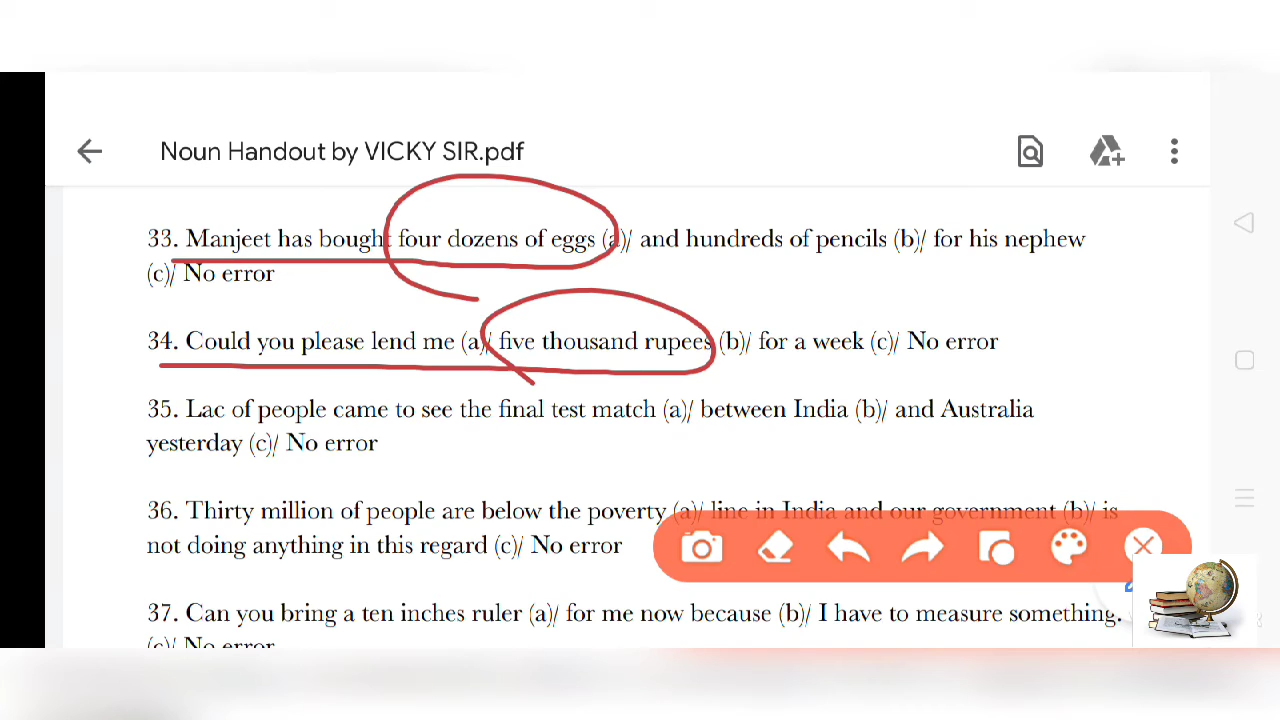 Noun Handout by VICKY SIR.pdf
33. Manjeet has bought four dozens of eggs (a)/ and hundreds of pencils (b)/ for his nephew
(c)/ No error
34. Could you please lend me (a)/ five thousand rupees (b)/ for a week (c)/ No error
35. Lac of people came to see the final test match (a)/ between India (b)/ and Australia
yesterday (c)/ No error
36. Thirty million of people are below the poverty (a)/ line in India and our government (b)/ is
not doing anything in this regard (c)/ No error
37. Can you bring a ten inches ruler (a)/ for me now because (b)/ I have to measure something.
(c)/ No error